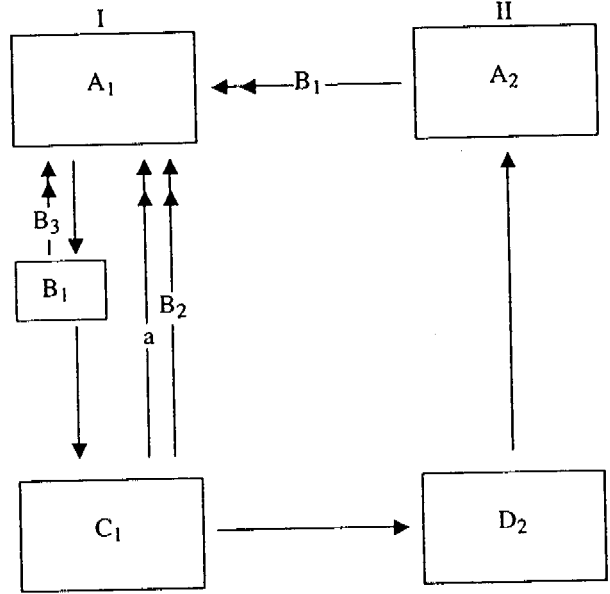 I II
A₁ B₁ A₂
B₃
B₁ B₂
a
C₁ D₂